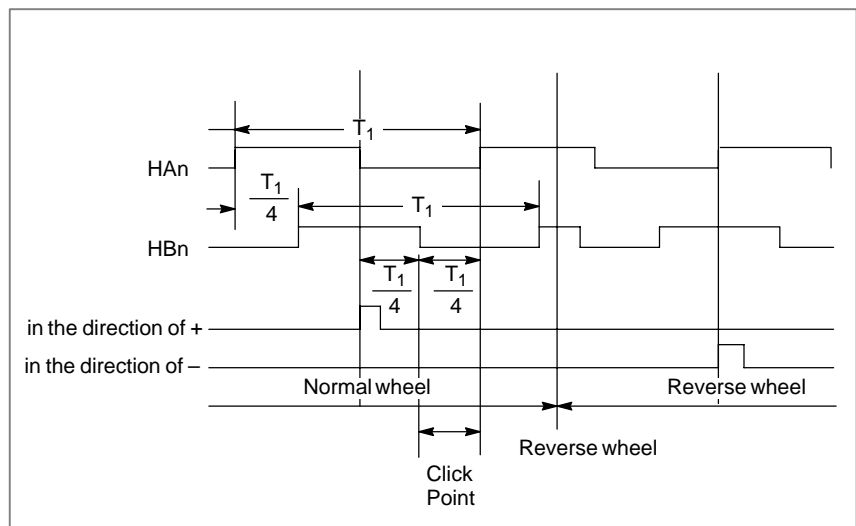 T1
HAn
T1
4
T1
HBn
T1
4
T1
4
in the direction of +
in the direction of –
Normal wheel
Reverse wheel
Reverse wheel
Click
Point